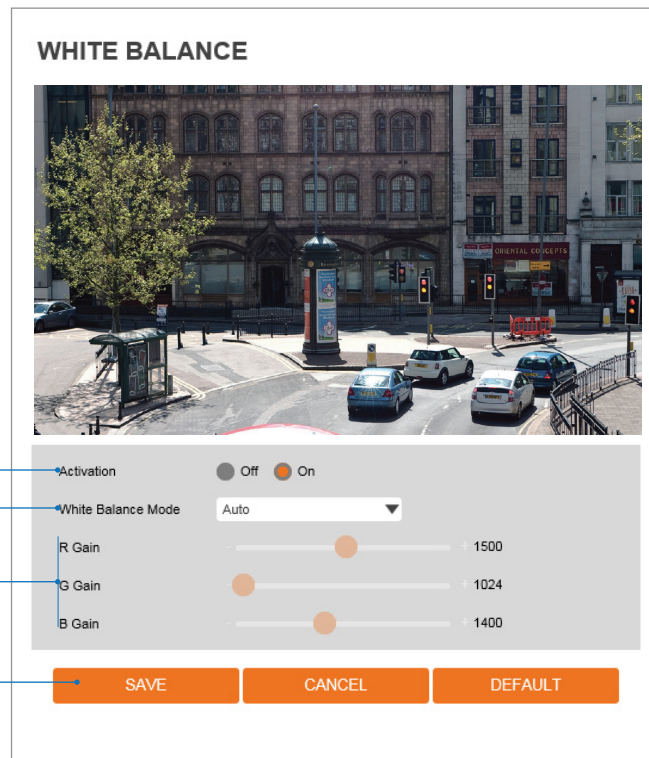 WHITE BALANCE
ORIENTAL CONCEPTS
Activation Off On
White Balance Mode Auto
R Gain - + 1500
G Gain - + 1024
B Gain - + 1400
SAVE CANCEL DEFAULT